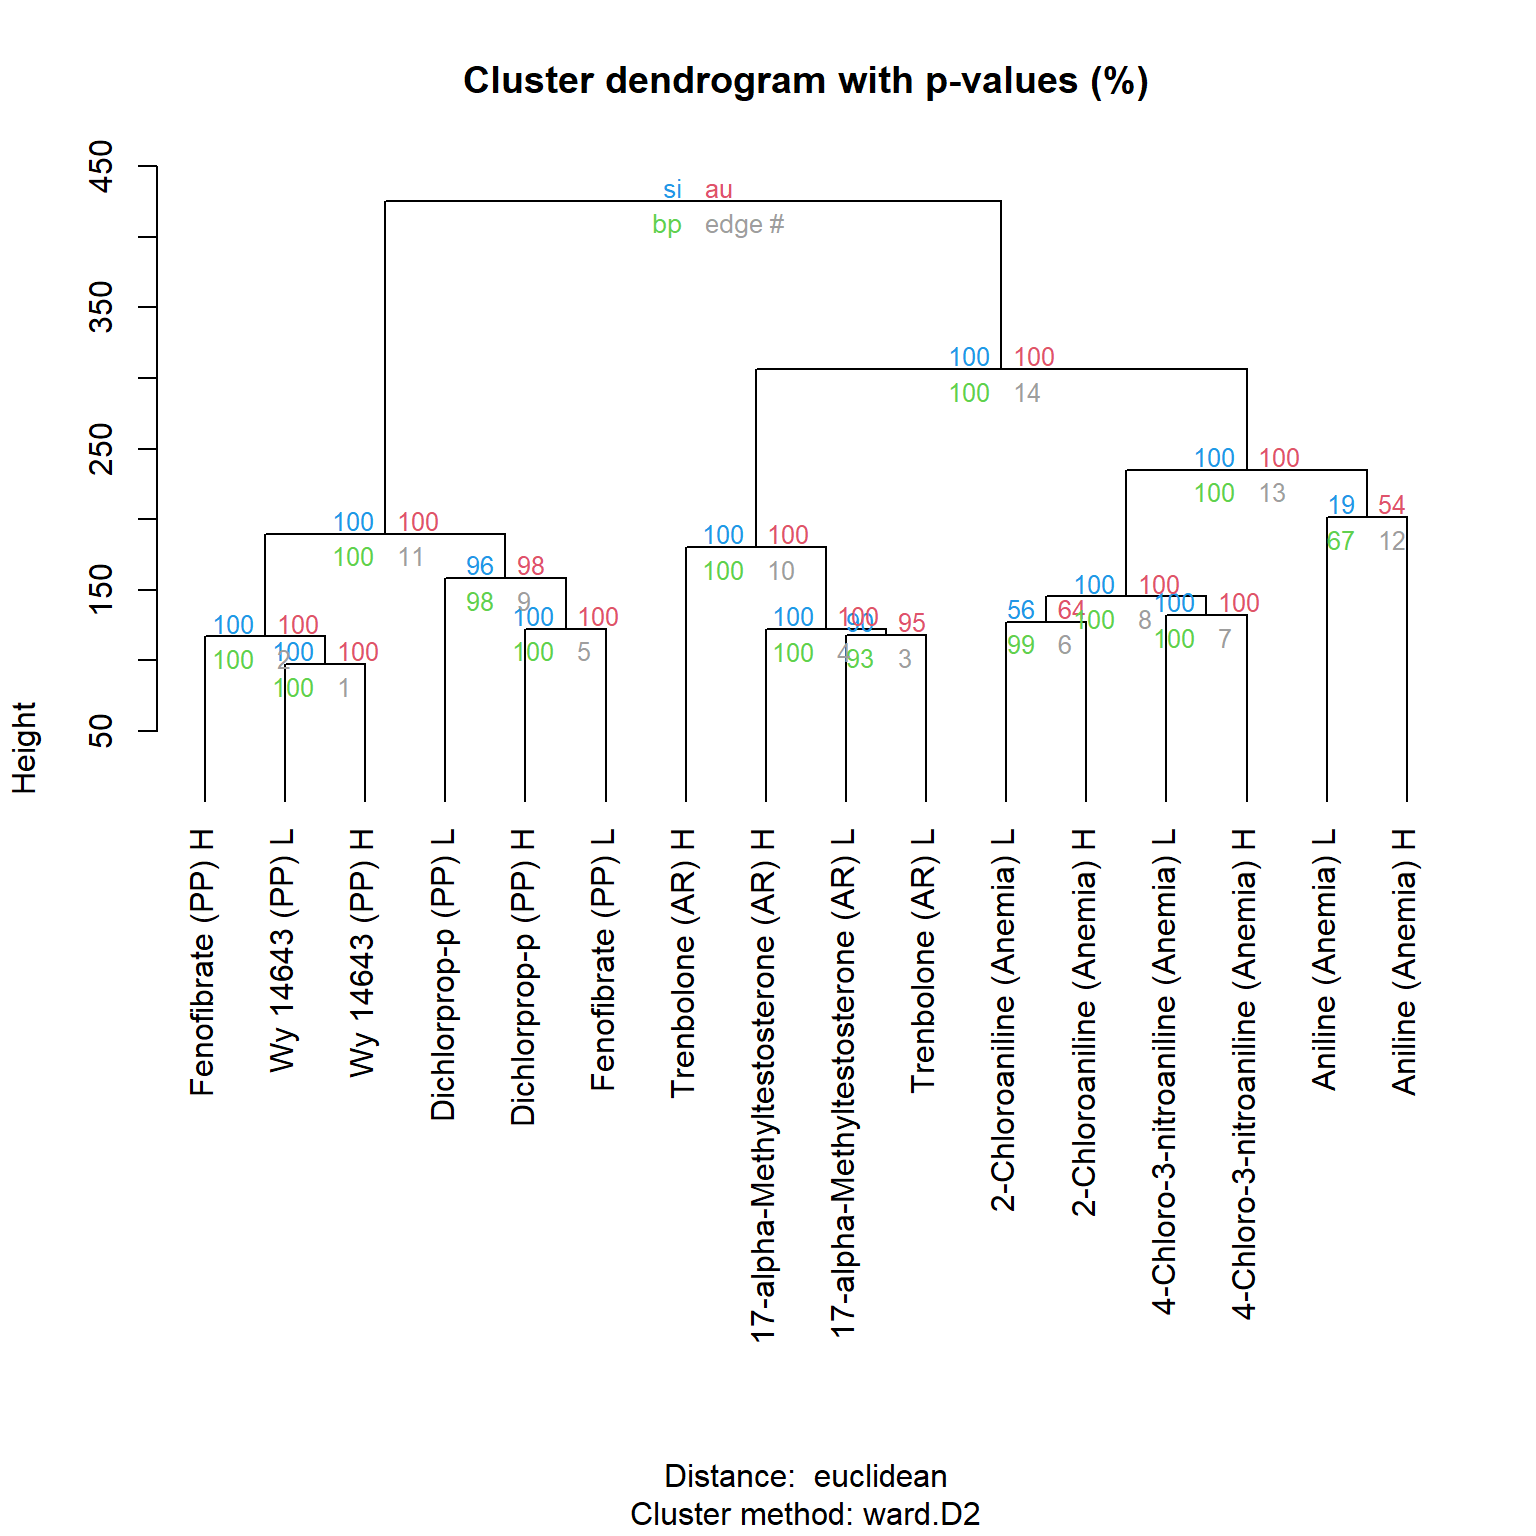 Cluster dendrogram with p-values (%)
450
350
250
150
50
Height
si au
bp edge #
100 100
100 14
100 100
100 13
19 54
67 12
100 100
100 11
100 100
100 10
96 98
98 9
100 100
100 8
100 100
100 7
56 64
99 6
100 100
100 5
100 100
100 4
90 95
93 3
100 100
100 2
100 100
100 1
Fenofibrate (PP) H
Wy 14643 (PP) L
Wy 14643 (PP) H
Dichlorprop-p (PP) L
Dichlorprop-p (PP) H
Fenofibrate (PP) L
Trenbolone (AR) H
17-alpha-Methyltestosterone (AR) H
17-alpha-Methyltestosterone (AR) L
Trenbolone (AR) L
2-Chloroaniline (Anemia) L
2-Chloroaniline (Anemia) H
4-Chloro-3-nitroaniline (Anemia) L
4-Chloro-3-nitroaniline (Anemia) H
Aniline (Anemia) L
Aniline (Anemia) H
Distance: euclidean
Cluster method: ward.D2